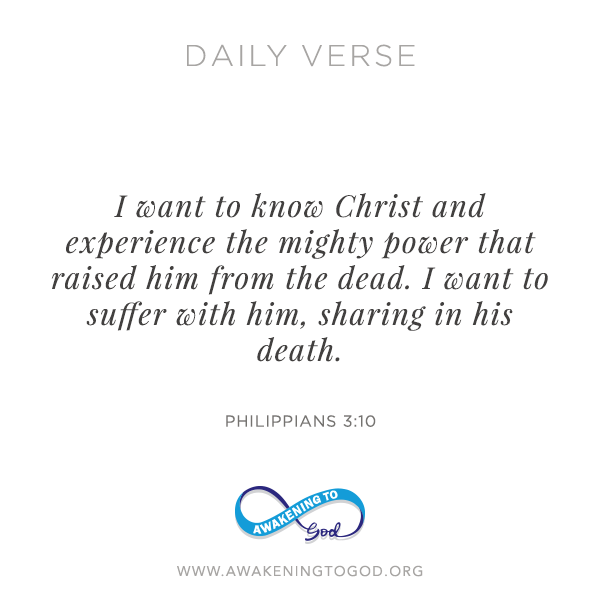 DAILY VERSE
I want to know Christ and
experience the mighty power that
raised him from the dead. I want to
suffer with him, sharing in his
death.
PHILIPPIANS 3:10
AWAKENING TO
God
WWW.AWAKENINGTOGOD.ORG